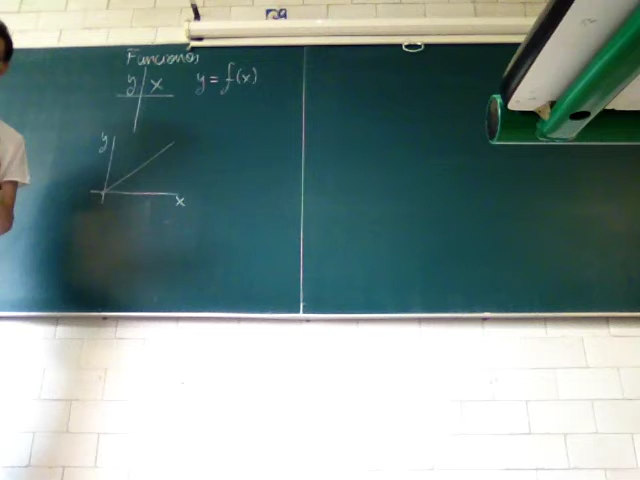 Funciones
y x y = f(x)
y
x